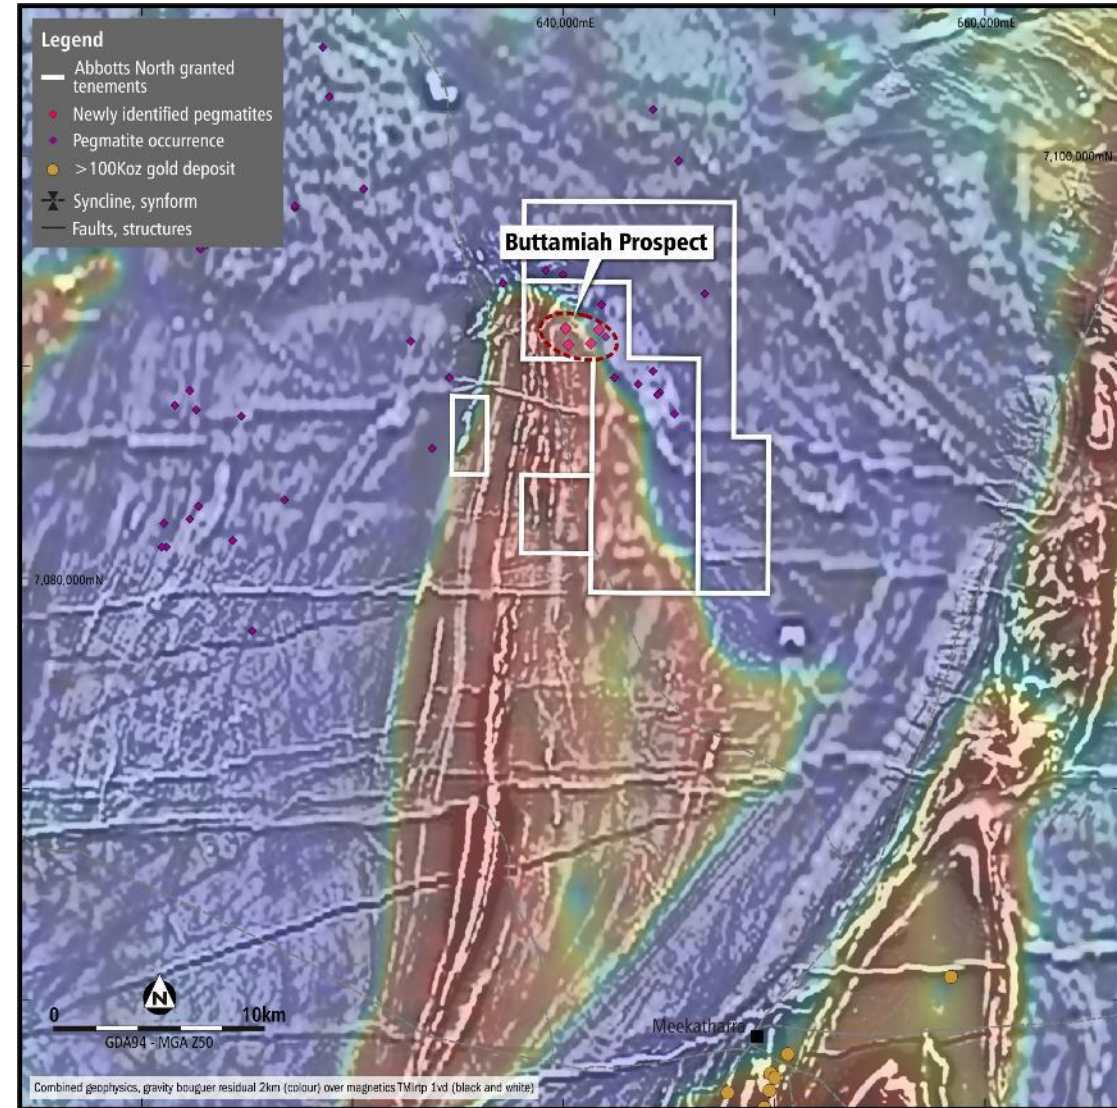 640,000mE
660,000mE
Legend
Abbotts North granted
tenements
Newly identified pegmatites
Pegmatite occurrence
>100Koz gold deposit
Syncline, synform
Faults, structures
7,100,000mN
Buttamiah Prospect
7,080,000mN
N
0 10km
GDA94 - MGA Z50
Meekatharra
Combined geophysics, gravity bouguer residual 2km (colour) over magnetics TMIrtp 1vd (black and white)